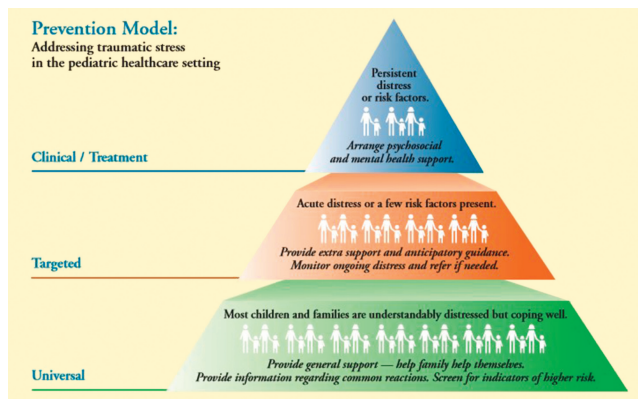 Prevention Model:
Addressing traumatic stress
in the pediatric healthcare setting
Persistent
distress
or risk factors.
Arrange psychosocial
and mental health support.
Clinical / Treatment
Acute distress or a few risk factors present.
Provide extra support and anticipatory guidance.
Monitor ongoing distress and refer if needed.
Targeted
Most children and families are understandably distressed but coping well.
Provide general support — help family help themselves.
Provide information regarding common reactions. Screen for indicators of higher risk.
Universal